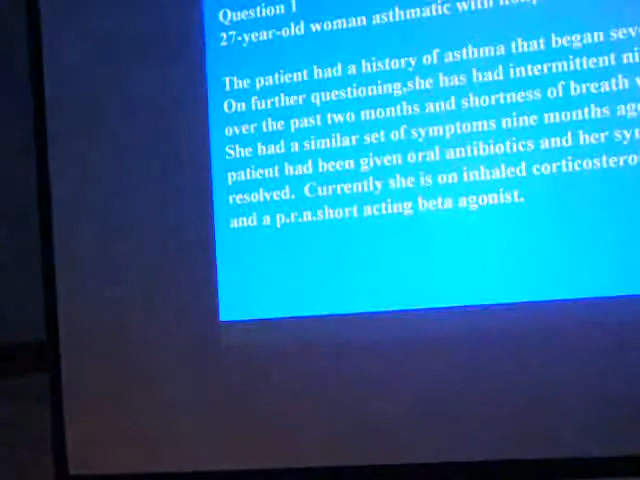 Question 1
27-year-old woman asthmatic with
The patient had a history of asthma that began
On further questioning,she has had intermittent
over the past two months and shortness of breath
She had a similar set of symptoms nine months
patient had been given oral antibiotics and her
resolved. Currently she is on inhaled
and a p.r.n.short acting beta agonist.